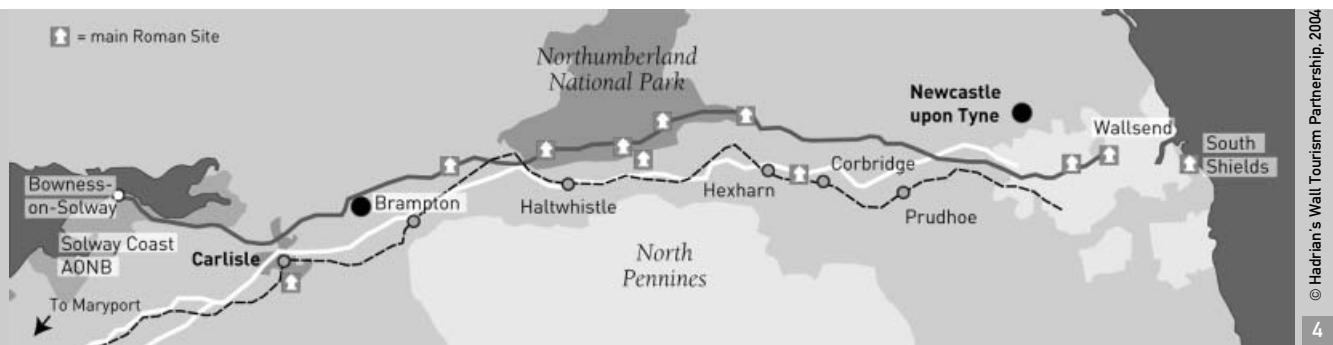 = main Roman Site
Northumberland
National Park
Newcastle
upon Tyne
Wallsend
South
Shields
Bowness-
on-Solway
Brampton
Haltwhistle
Hexharn
Corbridge
Prudhoe
Solway Coast
AONB
Carlisle
North
Pennines
To Maryport
© Hadrian's Wall Tourism Partnership, 2004
4